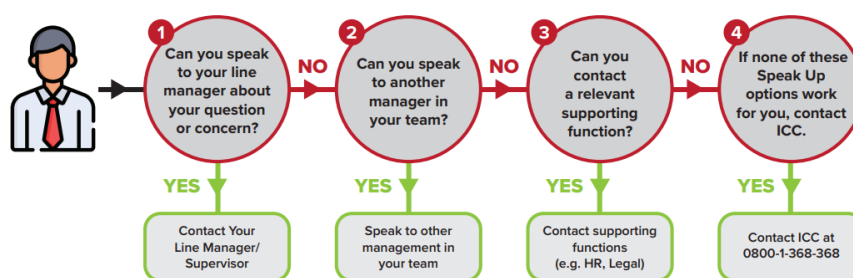 1
Can you speak
to your line
manager about
your question
or concern?
NO
2
Can you speak
to another
manager in
your team?
NO
3
Can you
contact
a relevant
supporting
function?
NO
4
If none of these
Speak Up
options work
for you, contact
ICC.
YES
YES
YES
YES
Contact Your
Line Manager/
Supervisor
Speak to other
management in
your team
Contact supporting
functions
(e.g. HR, Legal)
Contact ICC at
0800-1-368-368